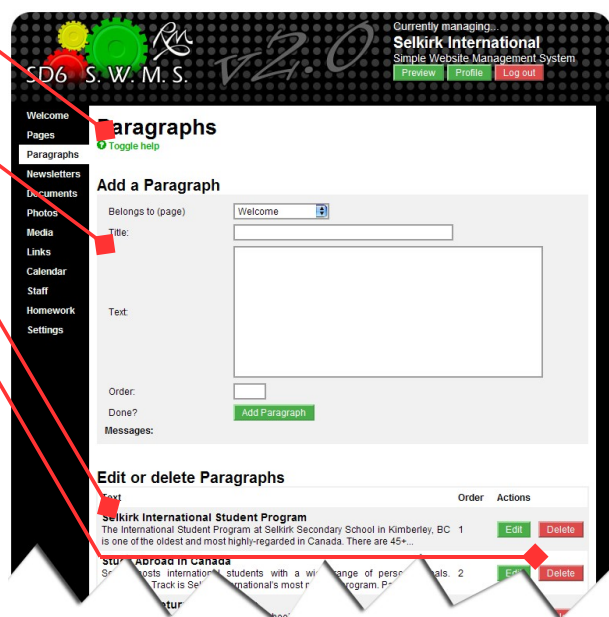 Currently managing...
Selkirk International
Simple Website Management System
Preview Profile Log out
SD6 S. W. M. S.
v2.0
Welcome
Pages
Paragraphs
Newsletters
Documents
Photos
Media
Links
Calendar
Staff
Homework
Settings
Paragraphs
Toggle help
Add a Paragraph
Belongs to (page) Welcome
Title:
Text:
Order:
Done? Add Paragraph
Messages:
Edit or delete Paragraphs
Text Order Actions
Selkirk International Student Program
The International Student Program at Selkirk Secondary School in Kimberley, BC 1 Edit Delete
is one of the oldest and most highly-regarded in Canada. There are 45+...
Study Abroad in Canada
hosts international students with a range of 2 Edit Delete
Track is most